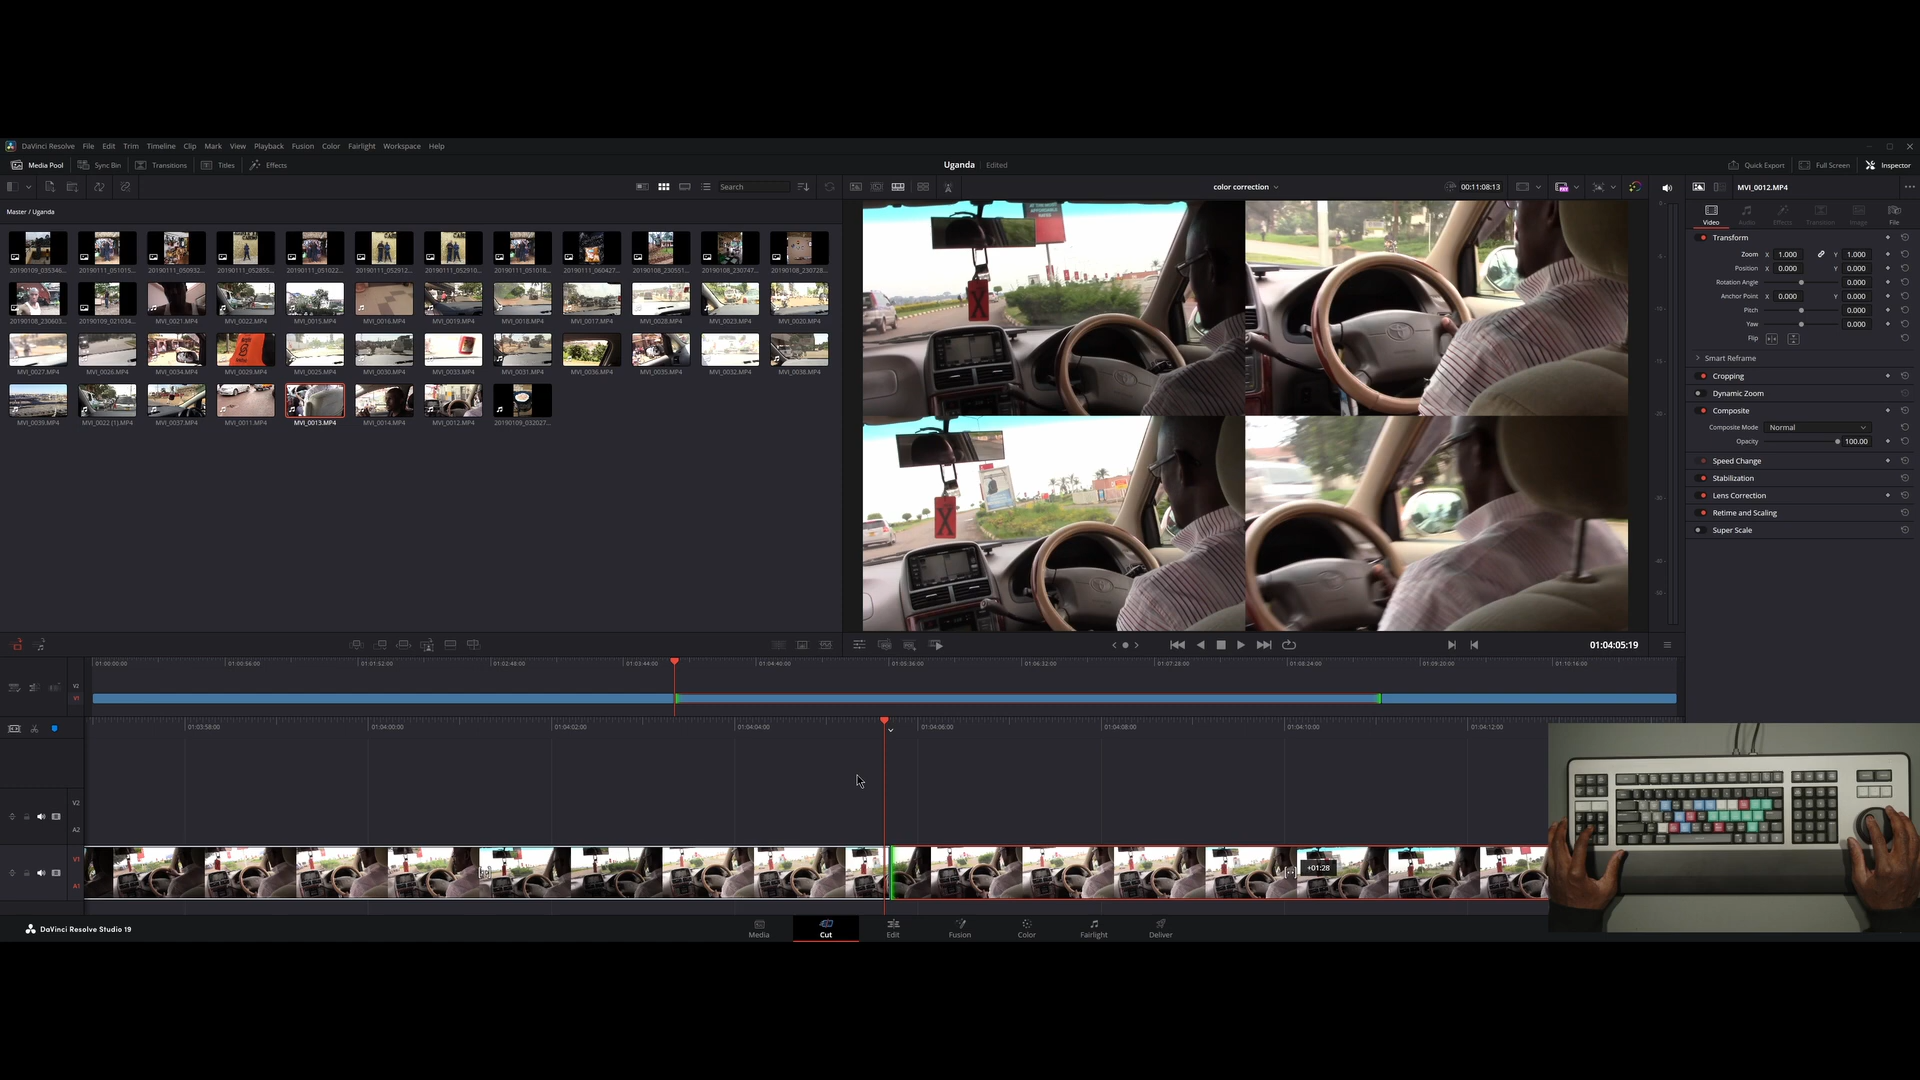 DaVinci Resolve File Edit Trim Timeline Clip Mark View Playback Fusion Color Fairlight Workspace Help
Media Pool Sync Bin Transitions Titles Effects Uganda Edited Quick Export Full Screen Inspector
Search color correction 00:11:08:13 MVI_0012.MP4
Master / Uganda
Video Audio Effects Transition Image File
Transform
Zoom X 1.000 Y 1.000
Position X 0.000 Y 0.000
Rotation Angle 0.000
Anchor Point X 0.000 Y 0.000
Pitch 0.000
Yaw 0.000
Flip
Smart Reframe
Cropping
Dynamic Zoom
Composite
Composite Mode Normal
Opacity 100.00
Speed Change
Stabilization
Lens Correction
Retime and Scaling
Super Scale
20190109_035346... 20190111_051015... 20190111_050932... 20190111_052855... 20190111_051022... 20190111_052912... 20190111_052910... 20190111_051018... 20190111_060427... 20190108_230551... 20190108_230747... 20190108_230728...
20190108_230603... 20190109_021034... MVI_0021.MP4 MVI_0022.MP4 MVI_0015.MP4 MVI_0016.MP4 MVI_0019.MP4 MVI_0018.MP4 MVI_0017.MP4 MVI_0028.MP4 MVI_0023.MP4 MVI_0020.MP4
MVI_0027.MP4 MVI_0026.MP4 MVI_0034.MP4 MVI_0029.MP4 MVI_0025.MP4 MVI_0030.MP4 MVI_0033.MP4 MVI_0031.MP4 MVI_0036.MP4 MVI_0035.MP4 MVI_0032.MP4 MVI_0038.MP4
MVI_0039.MP4 MVI_0022 (1).MP4 MVI_0037.MP4 MVI_0011.MP4 MVI_0013.MP4 MVI_0014.MP4 MVI_0012.MP4 20190109_032027...
X
X
01:04:05:19
01:00:00:00 01:00:56:00 01:01:52:00 01:02:48:00 01:03:44:00 01:04:40:00 01:05:36:00 01:06:32:00 01:07:28:00 01:08:24:00 01:09:20:00 01:10:16:00
V2
V1
01:03:58:00 01:04:00:00 01:04:02:00 01:04:04:00 01:04:06:00 01:04:08:00 01:04:10:00 01:04:12:00
V2
A2
V1
A1
+01:28
DaVinci Resolve Studio 19
Media Cut Edit Fusion Color Fairlight Deliver